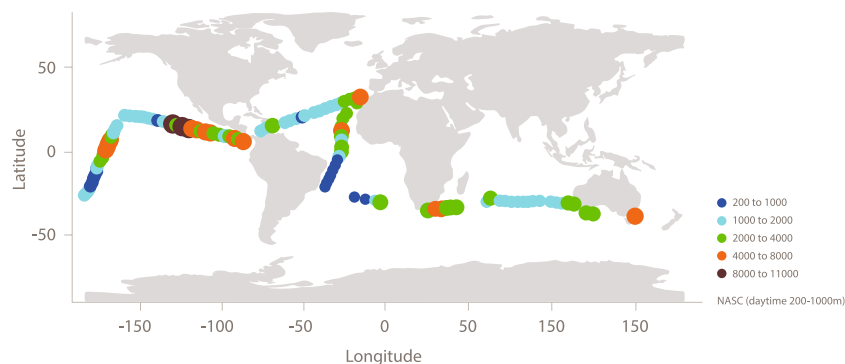 50
0
-50
Latitude
-150 -100 -50 0 50 150 150
Longitude
200 to 1000
1000 to 2000
2000 to 4000
4000 to 8000
8000 to 11000
NASC (daytime 200-1000m)